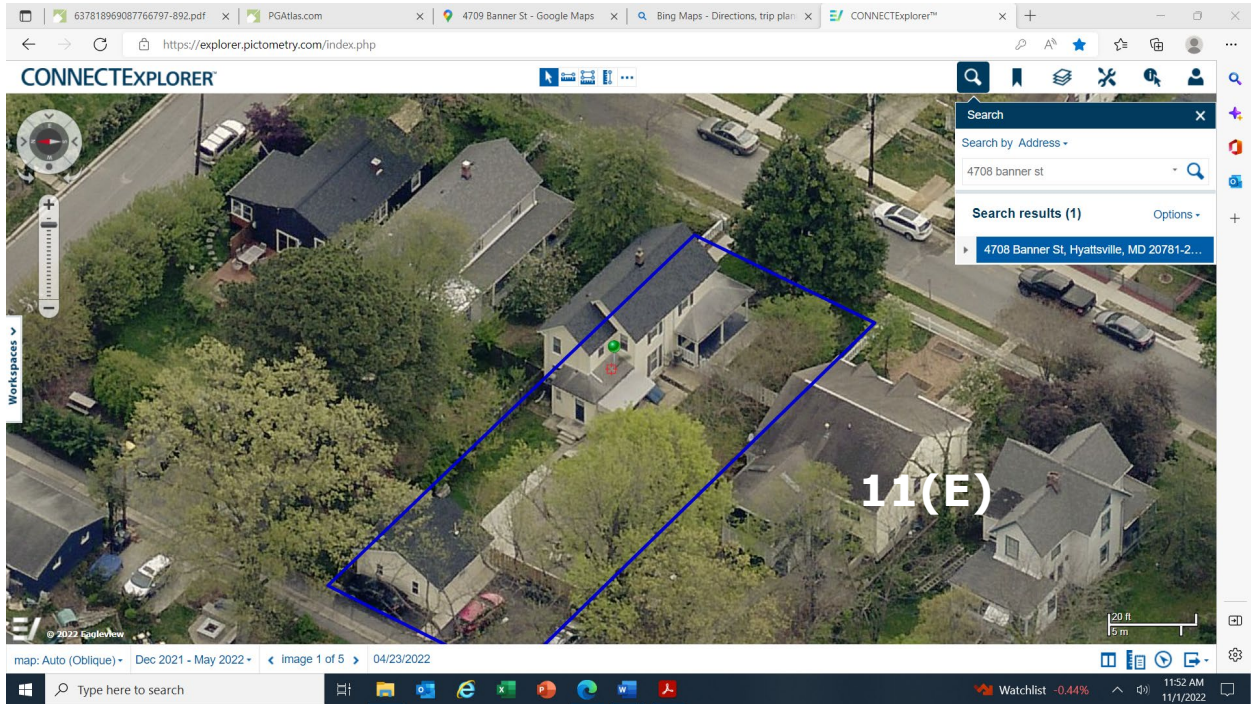 637818969087766797-892.pdf
PGAtlas.com
4709 Banner St - Google Maps
Bing Maps - Directions, trip plan
CONNECTExplorer™
https://explorer.pictometry.com/index.php
CONNECTEXPLORER™
Search
Search by Address
4708 banner st
Search results (1) Options
4708 Banner St, Hyattsville, MD 20781-2...
Workspaces
11(E)
20 ft
5 m
© 2022 Eagleview
map: Auto (Oblique) Dec 2021 - May 2022 image 1 of 5 04/23/2022
Type here to search
Watchlist -0.44%
11:52 AM
11/1/2022